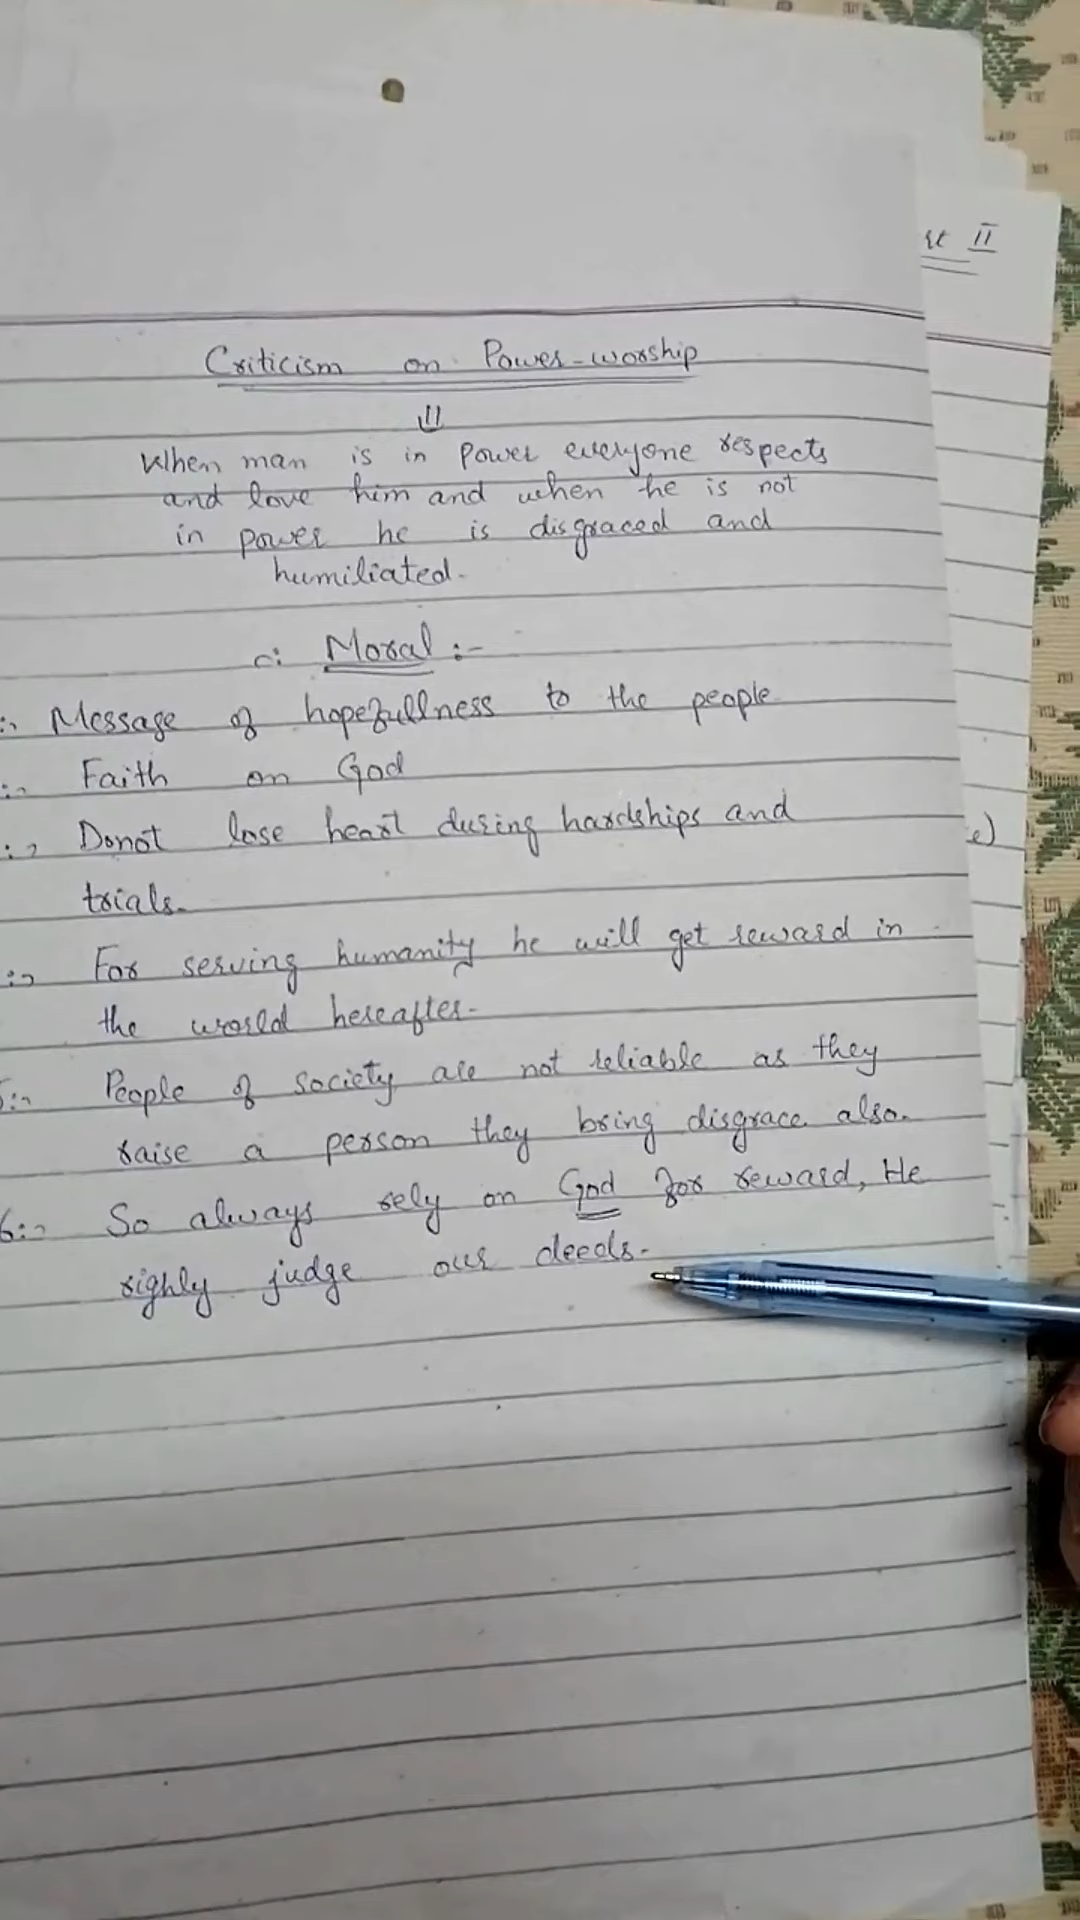 rt II
Criticism on Power-worship
⇓
When man is in Power everyone respects
and love him and when he is not
in power he is disgraced and
humiliated.
c: Moral :-
Message of hopefullness to the people
Faith on God
Donot lose heart during hardships and
trials.
For serving humanity he will get reward in
the world hereafter.
People of society are not reliable as they
raise a person they bring disgrace also.
6:- So always rely on God for reward, He
righly judge our deeds.
e)